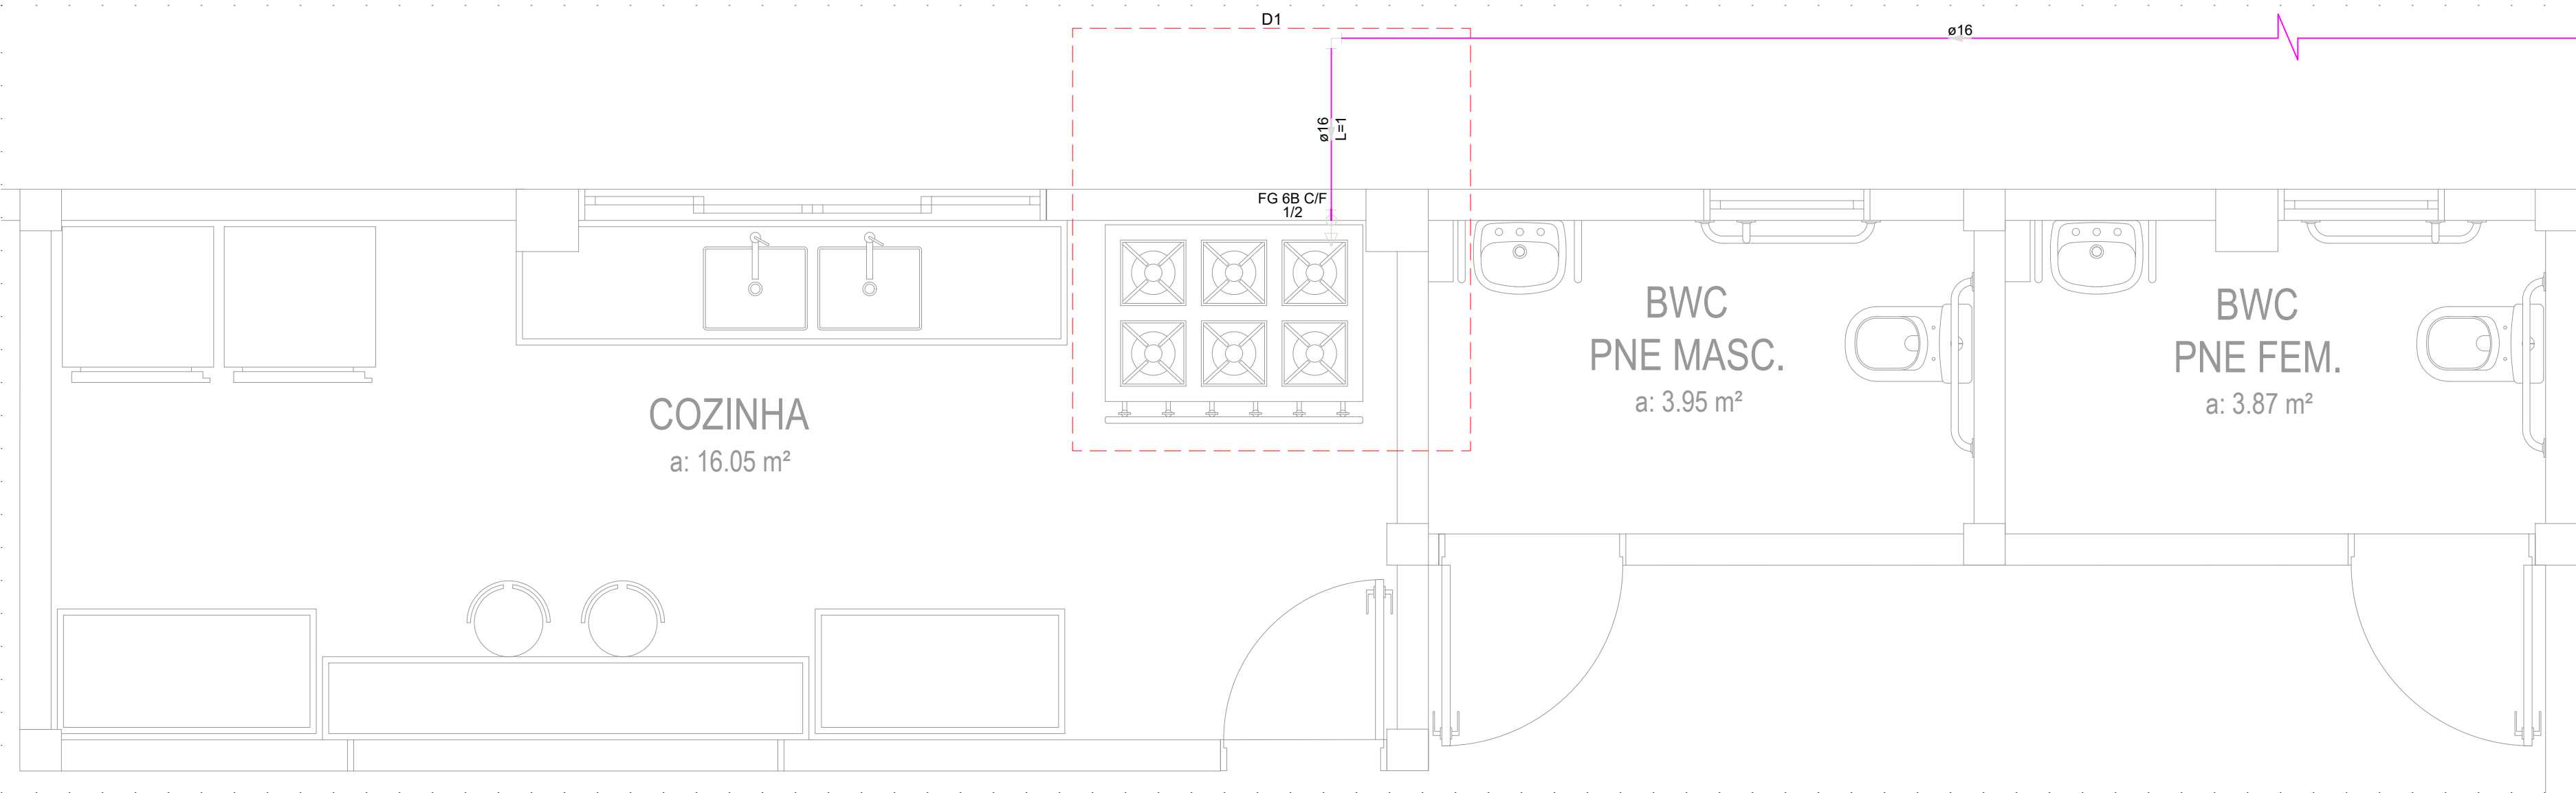 D1
ø16
ø16
L=1
FG 6B C/F
1/2
BWC
PNE MASC.
a: 3.95 m²
BWC
PNE FEM.
a: 3.87 m²
COZINHA
a: 16.05 m²